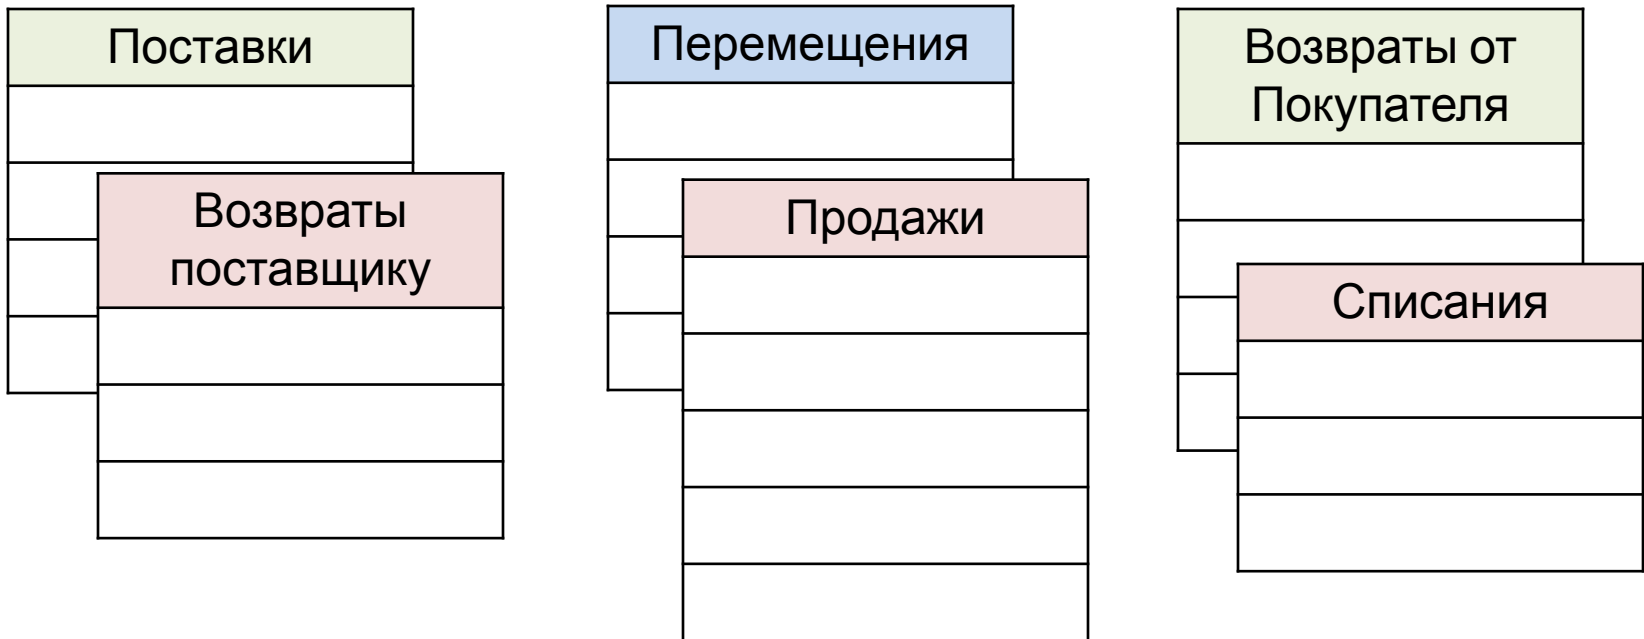 Поставки
Возвраты
поставщику
Перемещения
Продажи
Возвраты от
Покупателя
Списания